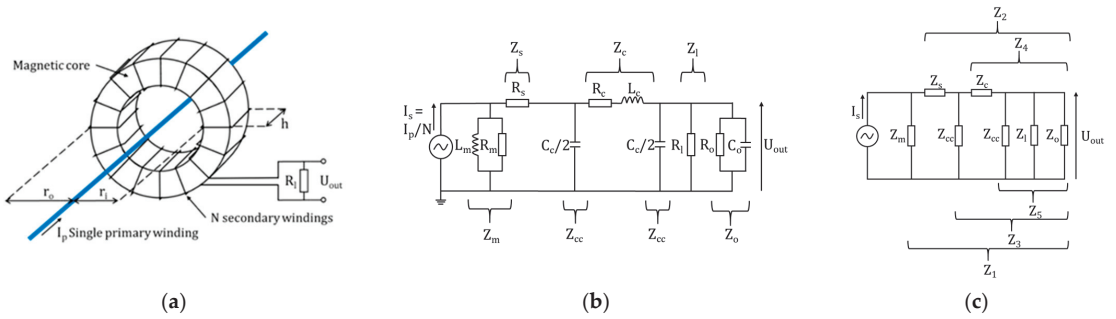 Magnetic core
h
r_o
r_i
R_l
U_out
N secondary windings
I_p Single primary winding
(a)
Z_s
Z_c
Z_l
R_s
R_c
L_c
I_s =
I_p/N
L_m
R_m
C_c/2
C_c/2
R_l
R_o
C_o
U_out
Z_m
Z_cc
Z_cc
Z_o
(b)
Z_2
Z_4
Z_s
Z_c
I_s
Z_m
Z_cc
Z_cc
Z_l
Z_o
U_out
Z_5
Z_3
Z_1
(c)